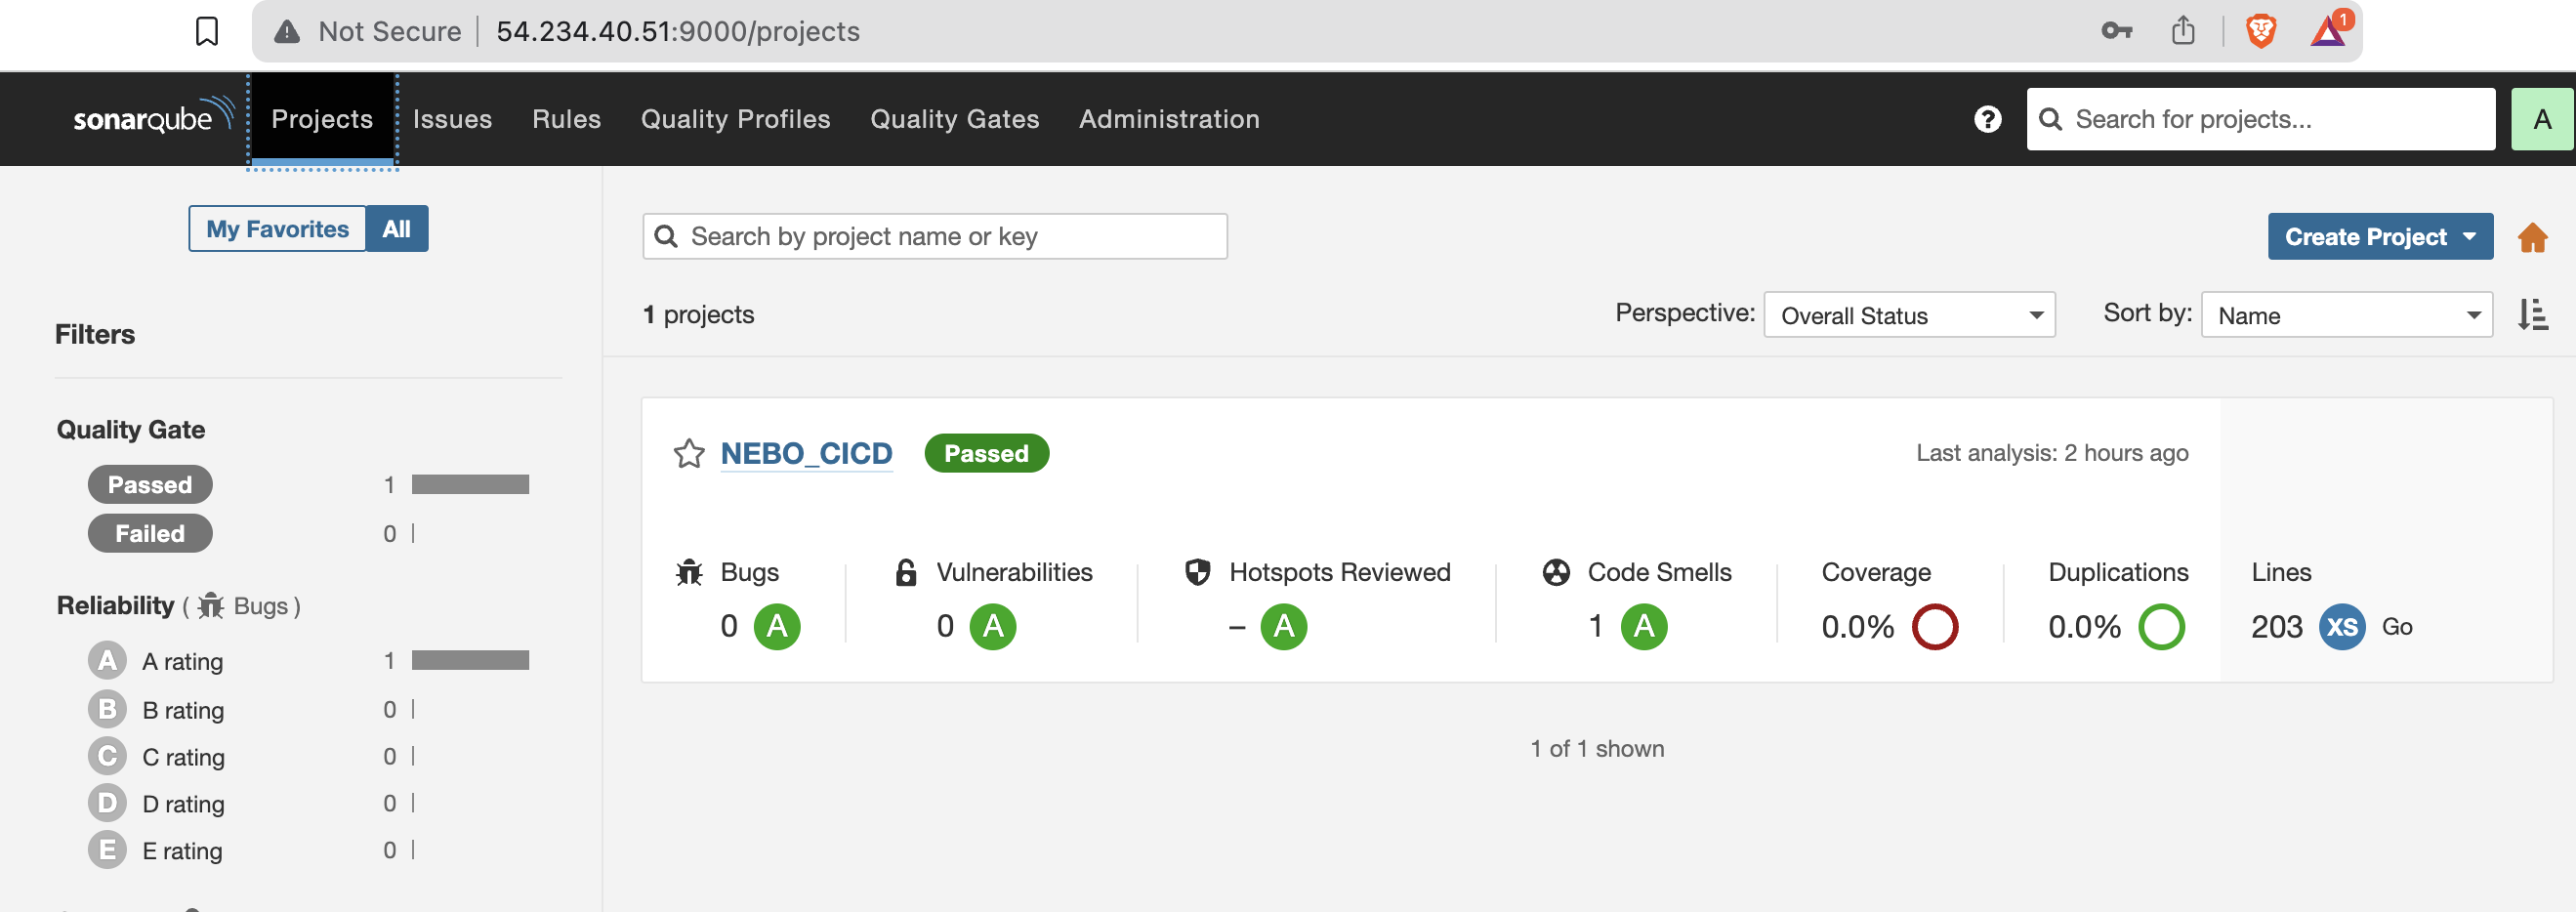 Not Secure 54.234.40.51:9000/projects 1
sonarqube Projects Issues Rules Quality Profiles Quality Gates Administration ? Search for projects... A
My Favorites All
Search by project name or key
Create Project
1 projects
Perspective: Overall Status Sort by: Name
Filters
Quality Gate
Passed 1
Failed 0
Reliability ( Bugs )
A A rating 1
B B rating 0
C C rating 0
D D rating 0
E E rating 0
NEBO_CICD Passed Last analysis: 2 hours ago
Bugs Vulnerabilities Hotspots Reviewed Code Smells Coverage Duplications Lines
0 A 0 A – A 1 A 0.0% 0.0% 203 XS Go
1 of 1 shown